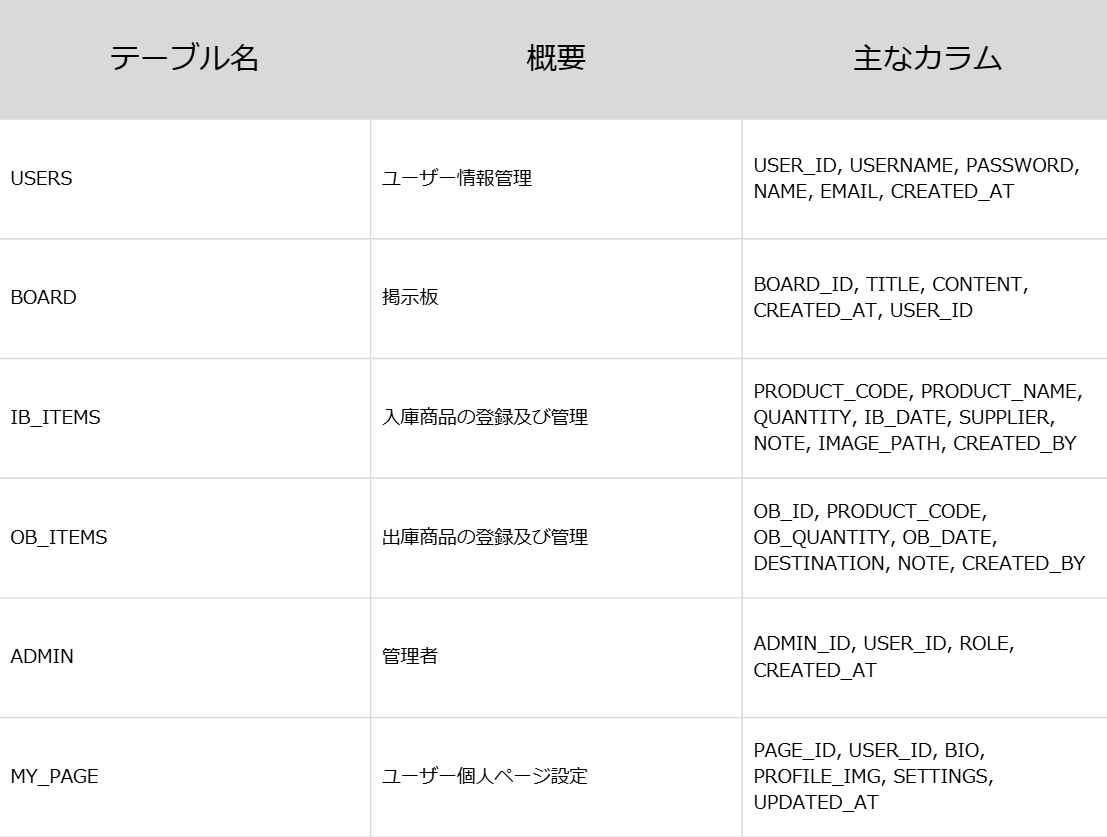 テーブル名 概要 主なカラム
USERS ユーザー情報管理 USER_ID, USERNAME, PASSWORD,
NAME, EMAIL, CREATED_AT
BOARD 掲示板 BOARD_ID, TITLE, CONTENT,
CREATED_AT, USER_ID
IB_ITEMS 入庫商品の登録及び管理 PRODUCT_CODE, PRODUCT_NAME,
QUANTITY, IB_DATE, SUPPLIER,
NOTE, IMAGE_PATH, CREATED_BY
OB_ITEMS 出庫商品の登録及び管理 OB_ID, PRODUCT_CODE,
OB_QUANTITY, OB_DATE,
DESTINATION, NOTE, CREATED_BY
ADMIN 管理者 ADMIN_ID, USER_ID, ROLE,
CREATED_AT
MY_PAGE ユーザー個人ページ設定 PAGE_ID, USER_ID, BIO,
PROFILE_IMG, SETTINGS,
UPDATED_AT